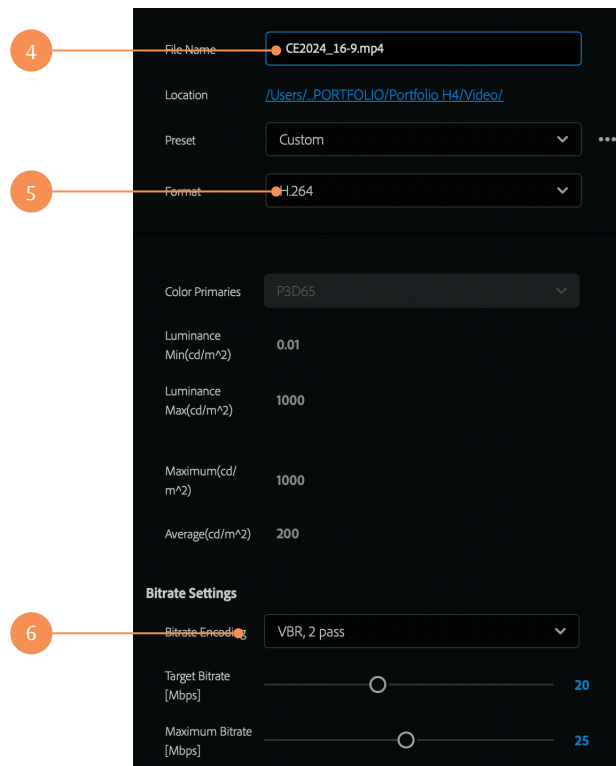 4 File Name CE2024_16-9.mp4
Location /Users/...PORTFOLIO/Portfolio H4/Video/
Preset Custom
5 Format H.264
Color Primaries P3D65
Luminance
Min(cd/m^2) 0.01
Luminance
Max(cd/m^2) 1000
Maximum(cd/
m^2) 1000
Average(cd/m^2) 200
Bitrate Settings
6 Bitrate Encoding VBR, 2 pass
Target Bitrate
[Mbps] 20
Maximum Bitrate
[Mbps] 25